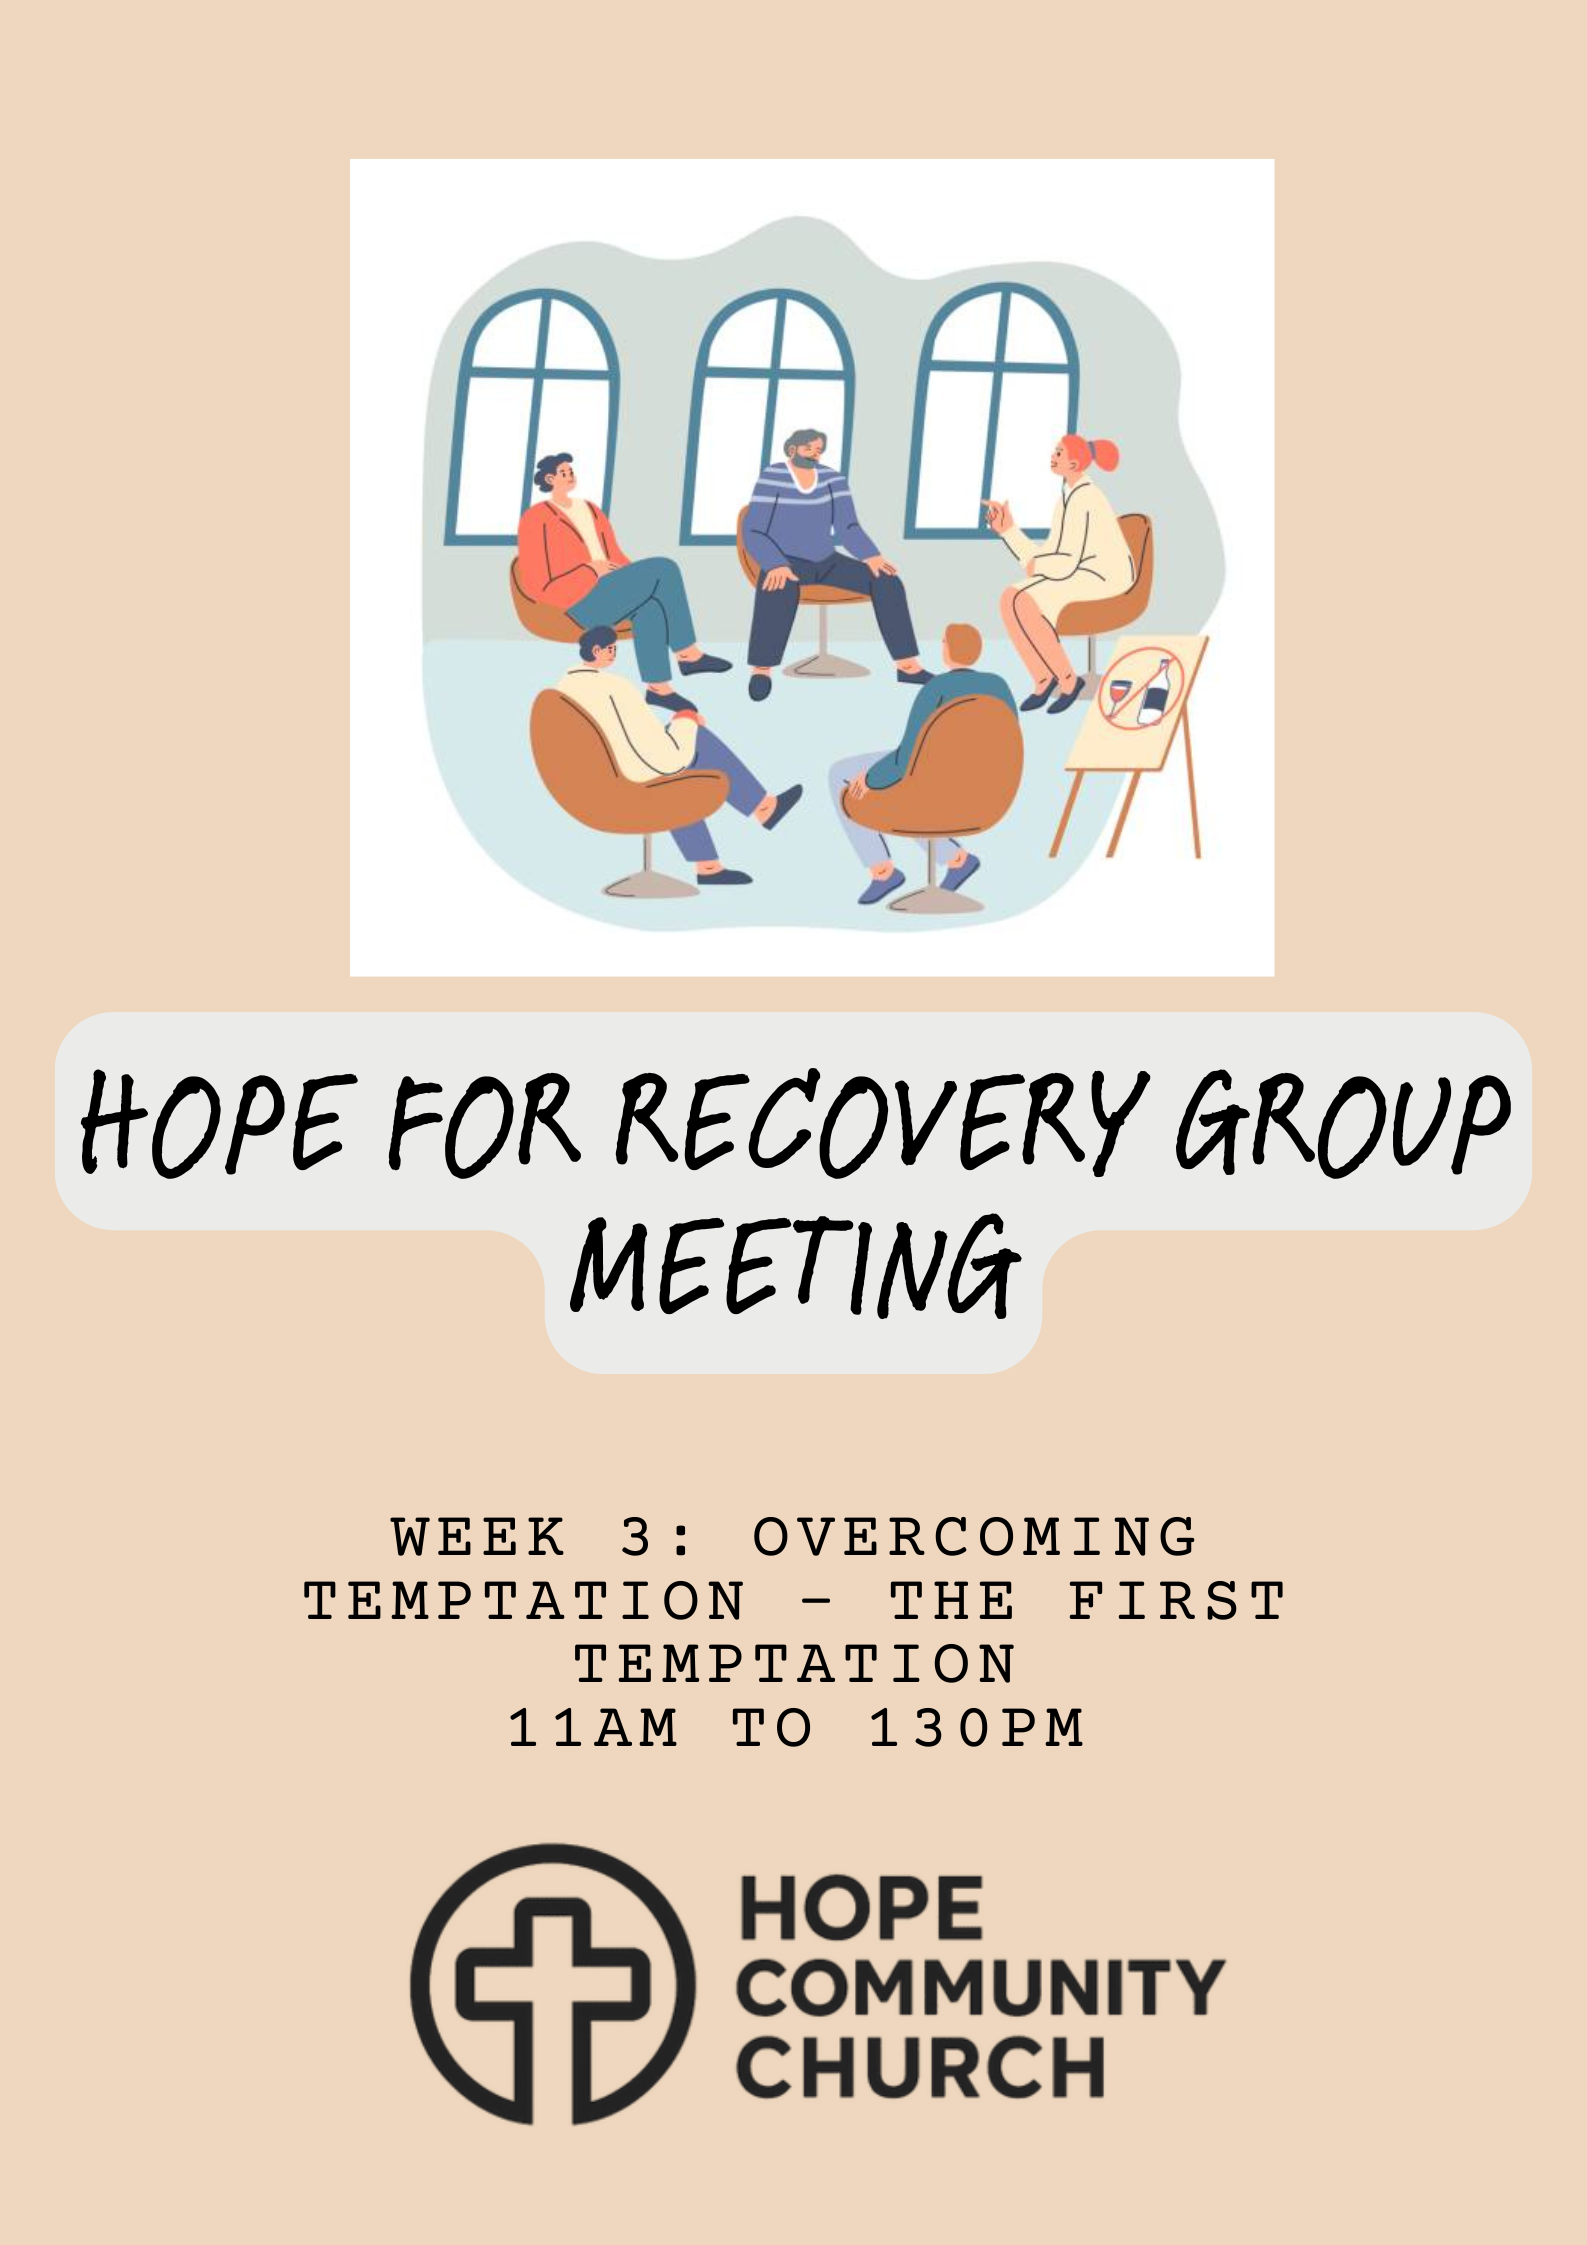 HOPE FOR RECOVERY GROUP
MEETING
WEEK 3: OVERCOMING
TEMPTATION - THE FIRST
TEMPTATION
11AM TO 130PM
HOPE
COMMUNITY
CHURCH